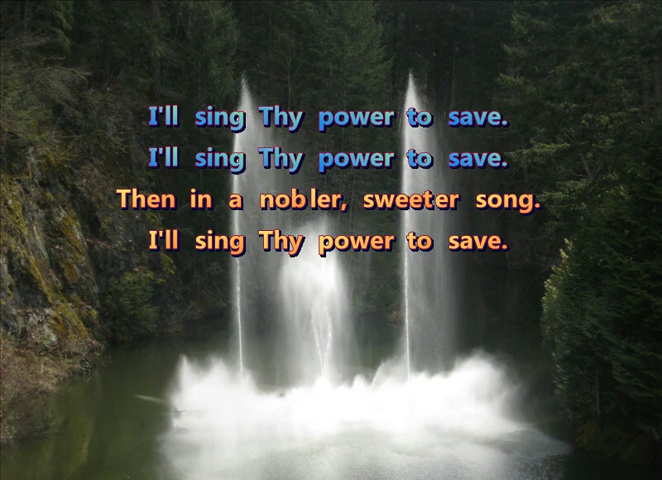 I'll sing Thy power to save.
I'll sing Thy power to save.
Then in a nobler, sweeter song.
I'll sing Thy power to save.